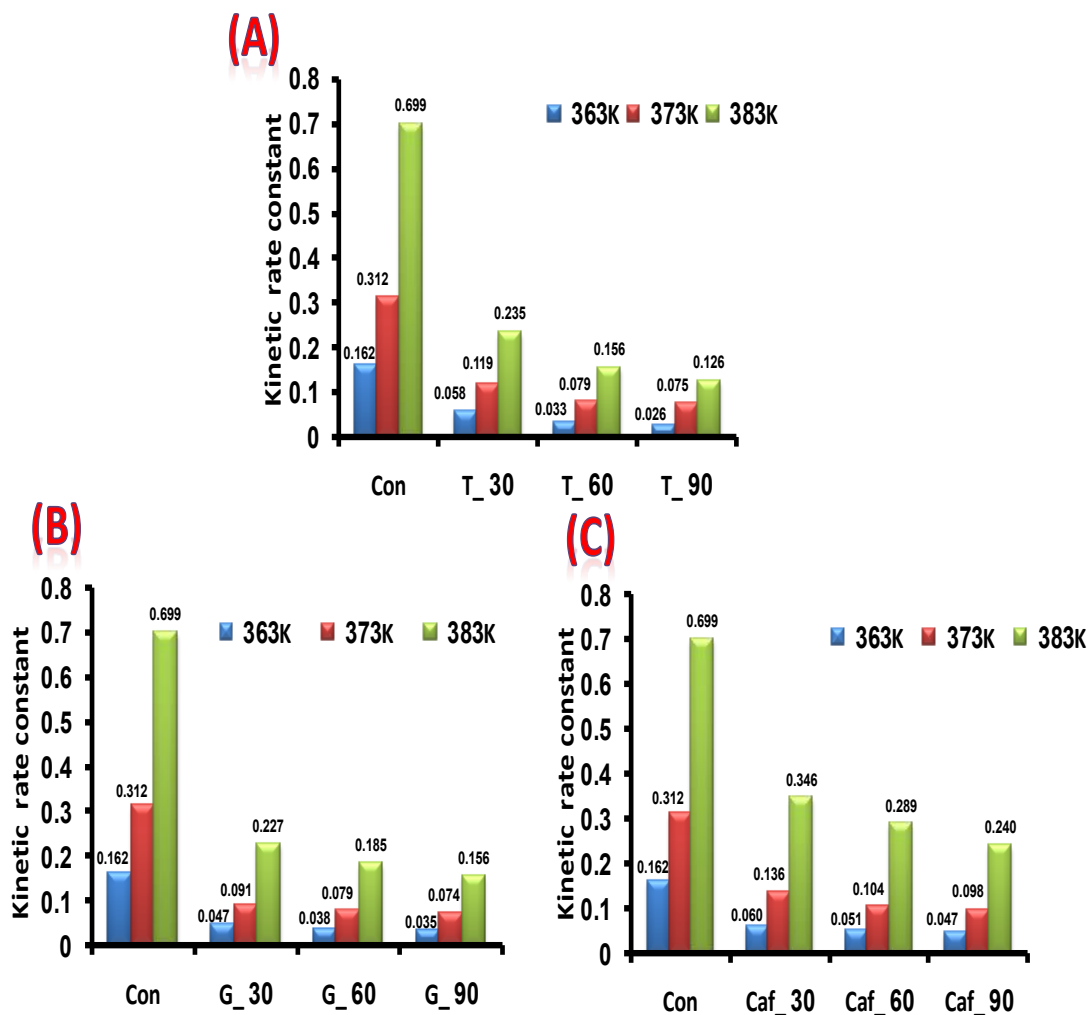 (A)
Kinetic rate constant
0.8
0.7
0.6
0.5
0.4
0.3
0.2
0.1
0
363K 373K 383K
0.162 0.312 0.699
0.058 0.119 0.235
0.033 0.079 0.156
0.026 0.075 0.126
Con T_30 T_60 T_90
(B)
Kinetic rate constant
0.8
0.7
0.6
0.5
0.4
0.3
0.2
0.1
0
363K 373K 383K
0.162 0.312 0.699
0.047 0.091 0.227
0.038 0.079 0.185
0.035 0.074 0.156
Con G_30 G_60 G_90
(C)
Kinetic rate constant
0.8
0.7
0.6
0.5
0.4
0.3
0.2
0.1
0
363K 373K 383K
0.162 0.312 0.699
0.060 0.136 0.346
0.051 0.104 0.289
0.047 0.098 0.240
Con Caf_30 Caf_60 Caf_90